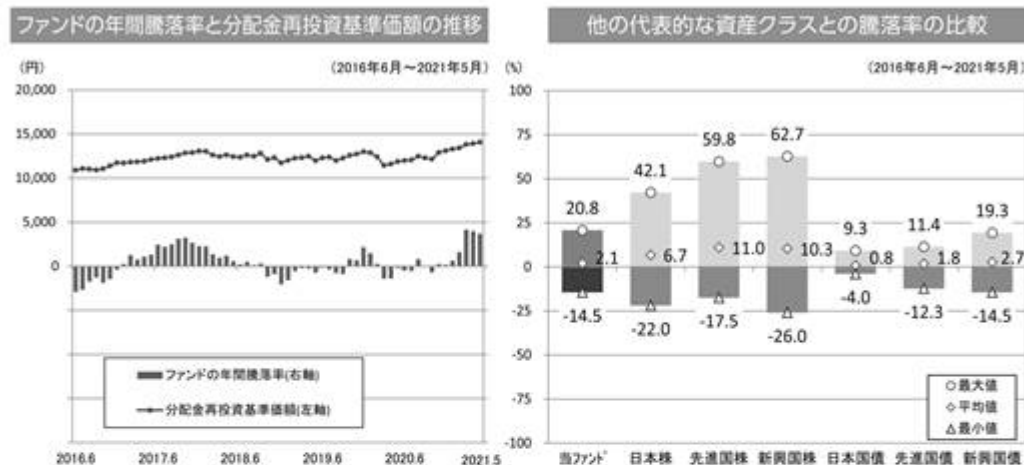 ファンドの年間騰落率と分配金再投資基準価額の推移
(円)
(2016年6月～2021年5月)
20,000
15,000
10,000
5,000
0
ファンドの年間騰落率(右軸)
分配金再投資基準価額(左軸)
2016.6
2017.6
2018.6
2019.6
2020.6
2021.5
他の代表的な資産クラスとの騰落率の比較
(%)
(2016年6月～2021年5月)
100
75
50
25
0
-25
-50
-75
-100
20.8
2.1
-14.5
42.1
6.7
-22.0
59.8
11.0
-17.5
62.7
10.3
-26.0
9.3
0.8
-4.0
11.4
1.8
-12.3
19.3
2.7
-14.5
最大値
平均値
最小値
当ファンド
日本株
先進国株
新興国株
日本国債
先進国債
新興国債